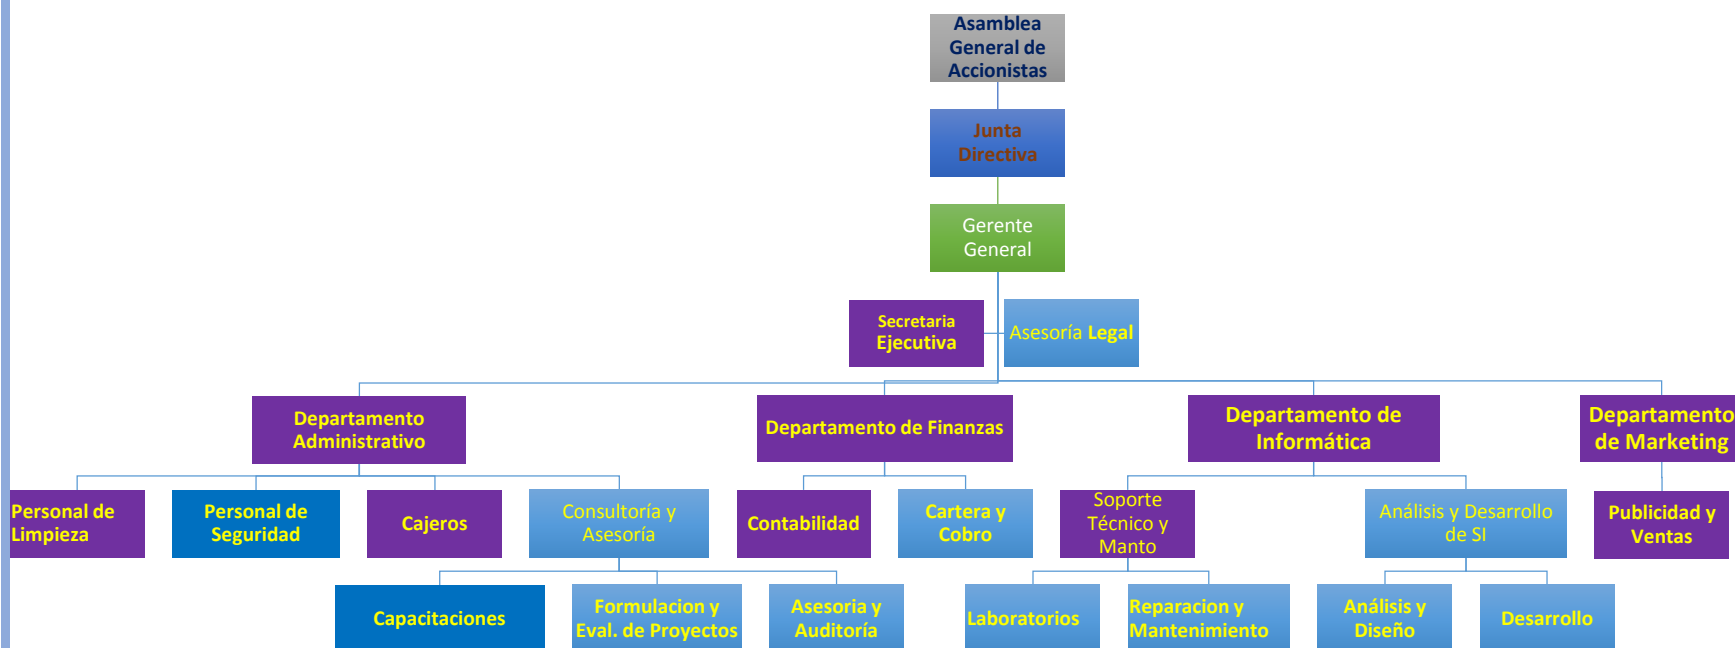 Asamblea
General de
Accionistas
Junta
Directiva
Gerente
General
Secretaria
Ejecutiva
Asesoría Legal
Departamento
Administrativo
Departamento de Finanzas
Departamento de
Informática
Departamento
de Marketing
Personal de
Limpieza
Personal de
Seguridad
Cajeros
Consultoría y
Asesoría
Contabilidad
Cartera y
Cobro
Soporte
Técnico y
Manto
Análisis y Desarrollo
de SI
Publicidad y
Ventas
Capacitaciones
Formulacion y
Eval. de Proyectos
Asesoria y
Auditoría
Laboratorios
Reparacion y
Mantenimiento
Análisis y
Diseño
Desarrollo